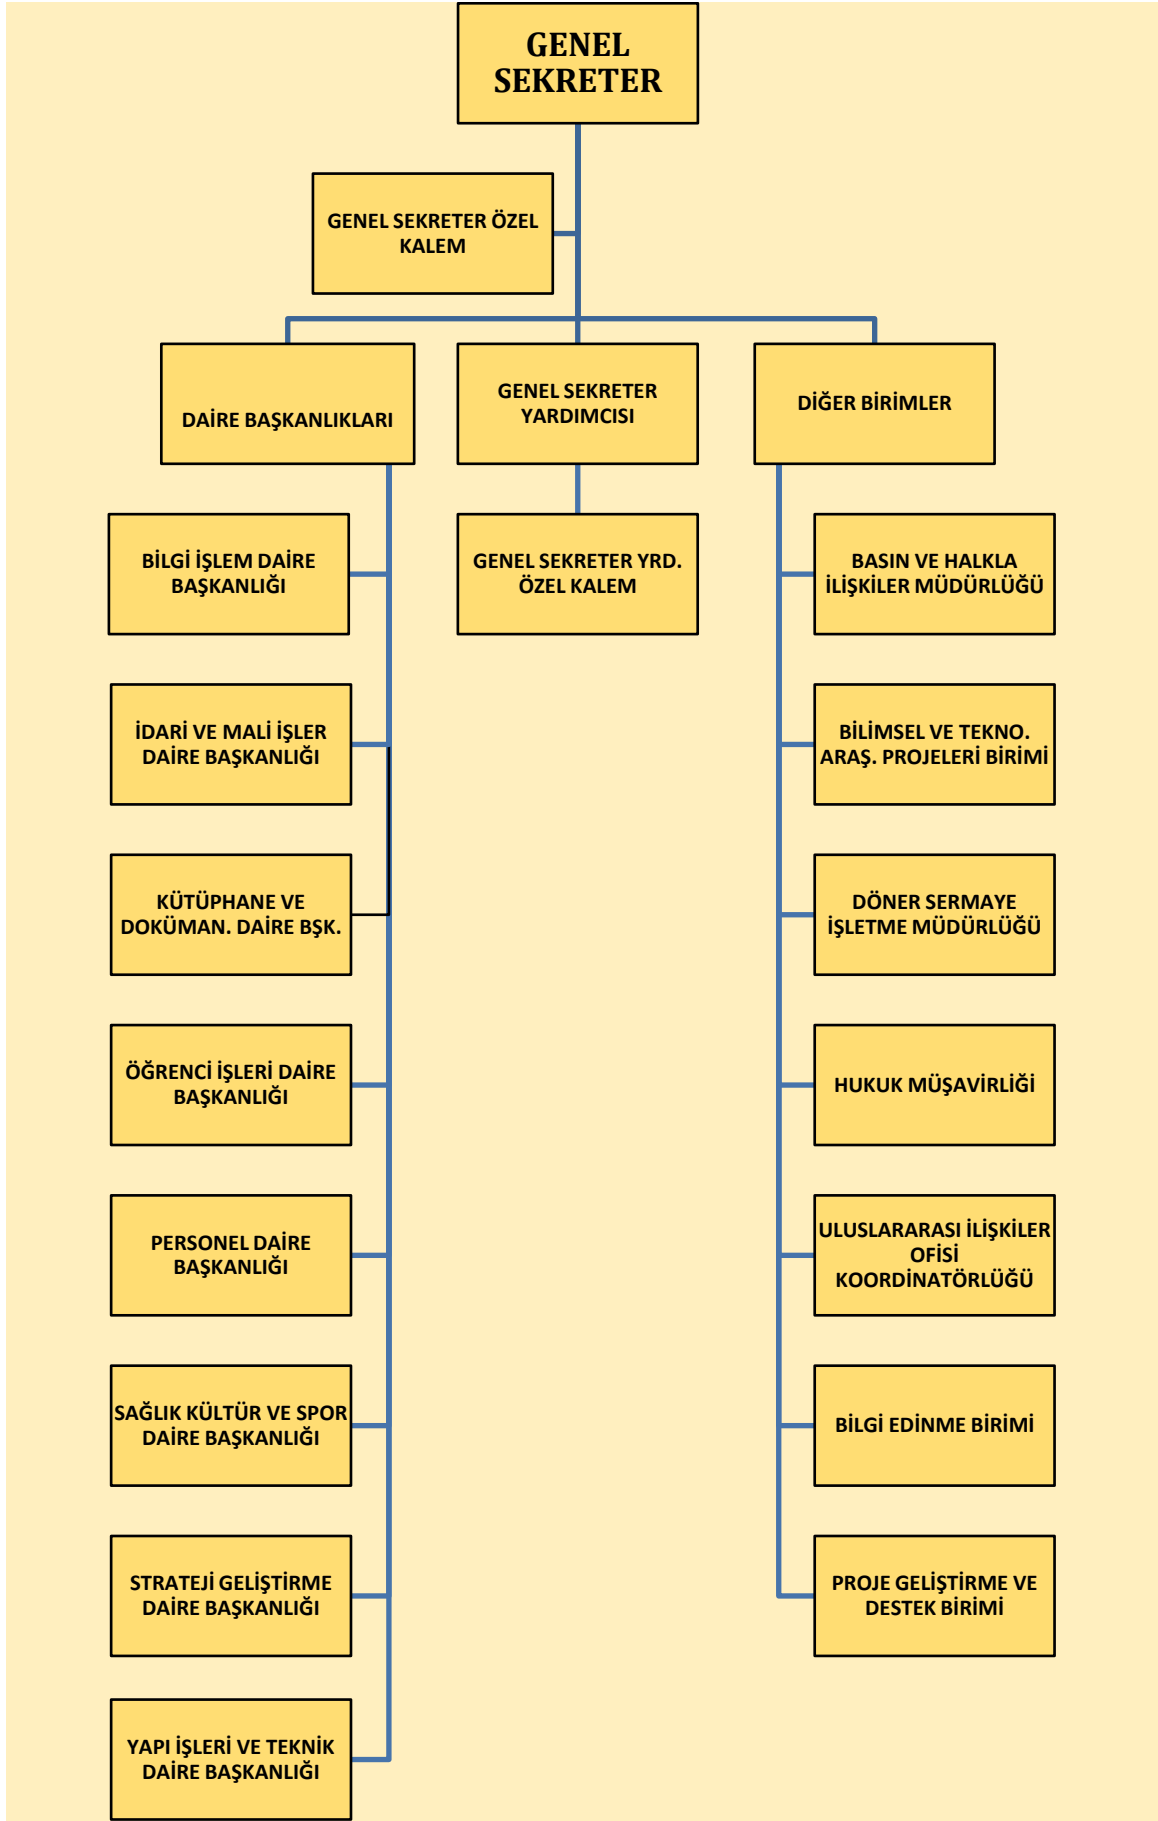 GENEL
SEKRETER
GENEL SEKRETER ÖZEL
KALEM
DAİRE BAŞKANLIKLARI
GENEL SEKRETER
YARDIMCISI
DİĞER BİRİMLER
BİLGİ İŞLEM DAİRE
BAŞKANLIĞI
İDARİ VE MALİ İŞLER
DAİRE BAŞKANLIĞI
KÜTÜPHANE VE
DOKÜMAN. DAİRE BŞK.
ÖĞRENCİ İŞLERİ DAİRE
BAŞKANLIĞI
PERSONEL DAİRE
BAŞKANLIĞI
SAĞLIK KÜLTÜR VE SPOR
DAİRE BAŞKANLIĞI
STRATEJİ GELİŞTİRME
DAİRE BAŞKANLIĞI
YAPI İŞLERİ VE TEKNİK
DAİRE BAŞKANLIĞI
GENEL SEKRETER YRD.
ÖZEL KALEM
BASIN VE HALKLA
İLİŞKİLER MÜDÜRLÜĞÜ
BİLİMSEL VE TEKNO.
ARAŞ. PROJELERİ BİRİMİ
DÖNER SERMAYE
İŞLETME MÜDÜRLÜĞÜ
HUKUK MÜŞAVİRLİĞİ
ULUSLARARASI İLİŞKİLER
OFİSİ
KOORDİNATÖRLÜĞÜ
BİLGİ EDİNME BİRİMİ
PROJE GELİŞTİRME VE
DESTEK BİRİMİ